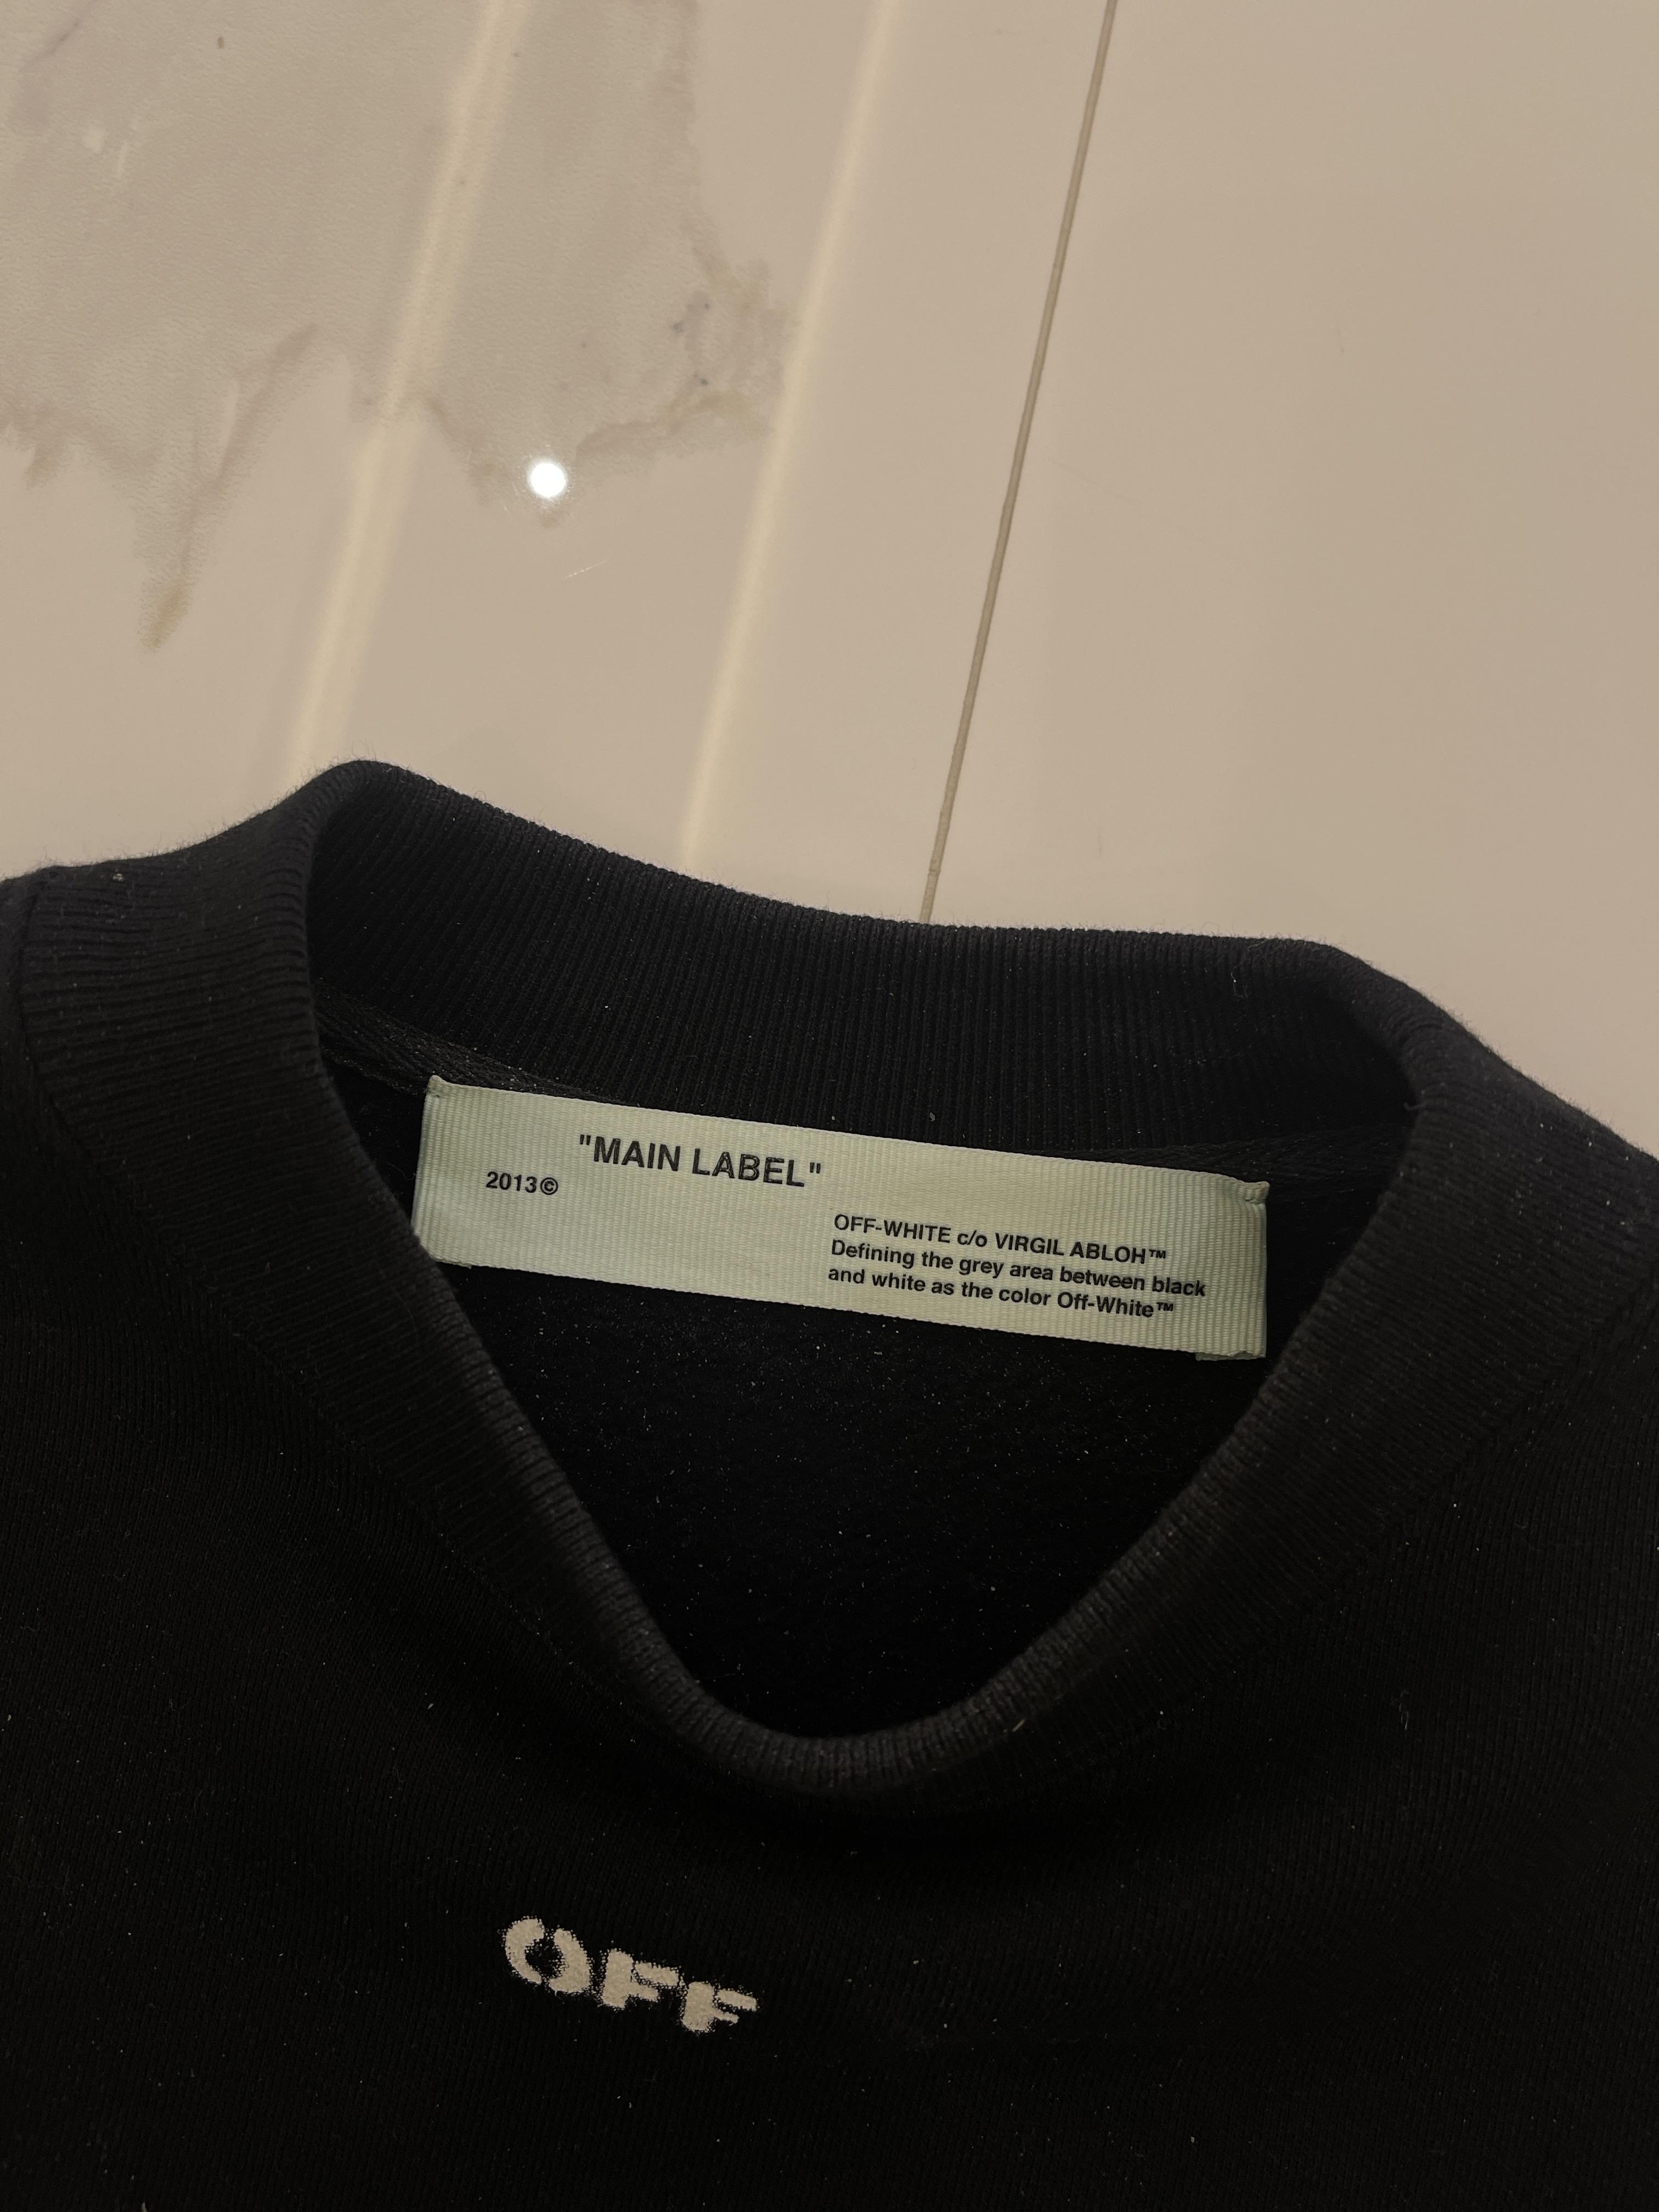 "MAIN LABEL"
2013©
OFF-WHITE c/o VIRGIL ABLOH™
Defining the grey area between black
and white as the color Off-White™
OFF